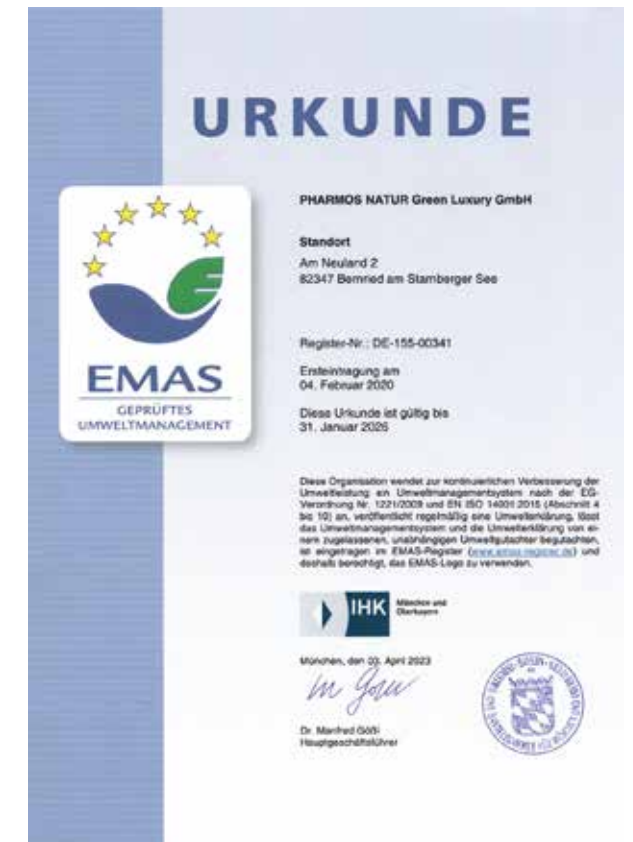 URKUNDE
PHARMOS NATUR Green Luxury GmbH
Standort
Am Neuland 2
82347 Bernried am Starnberger See
EMAS
GEPRÜFTES
UMWELTMANAGEMENT
Register-Nr.: DE-155-00341
Ersteintragung am
04. Februar 2020
Diese Urkunde ist gültig bis
31. Januar 2026
Diese Organisation wendet zur kontinuierlichen Verbesserung der
Umweltleistung ein Umweltmanagementsystem nach der EG-
Verordnung Nr. 1221/2009 und EN ISO 14001:2015 (Abschnitt 4
bis 10) an, veröffentlicht regelmäßig eine Umwelterklärung, lässt
das Umweltmanagementsystem und die Umwelterklärung von ei-
nem zugelassenen, unabhängigen Umweltgutachter begutachten,
ist eingetragen im EMAS-Register (www.emas-register.de) und
deshalb berechtigt, das EMAS-Logo zu verwenden.
IHK
München und
Oberbayern
München, den 03. April 2023
Dr. Manfred Gößl
Hauptgeschäftsführer